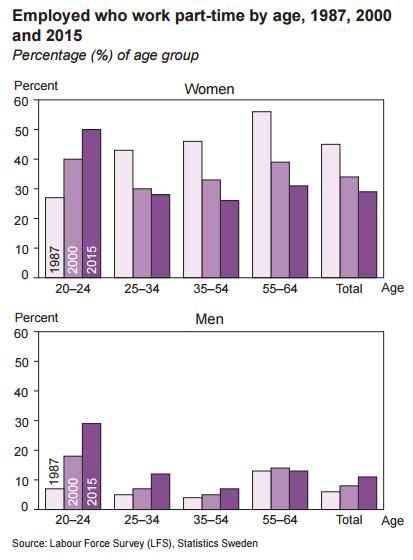 Employed who work part-time by age, 1987, 2000
and 2015
Percentage (%) of age group
Percent
Women
60
50
40
30
20
10
0
1987
2000
2015
20–24
25–34
35–54
55–64
Total
Age
Percent
Men
60
50
40
30
20
10
0
1987
2000
2015
20–24
25–34
35–54
55–64
Total
Age
Source: Labour Force Survey (LFS), Statistics Sweden